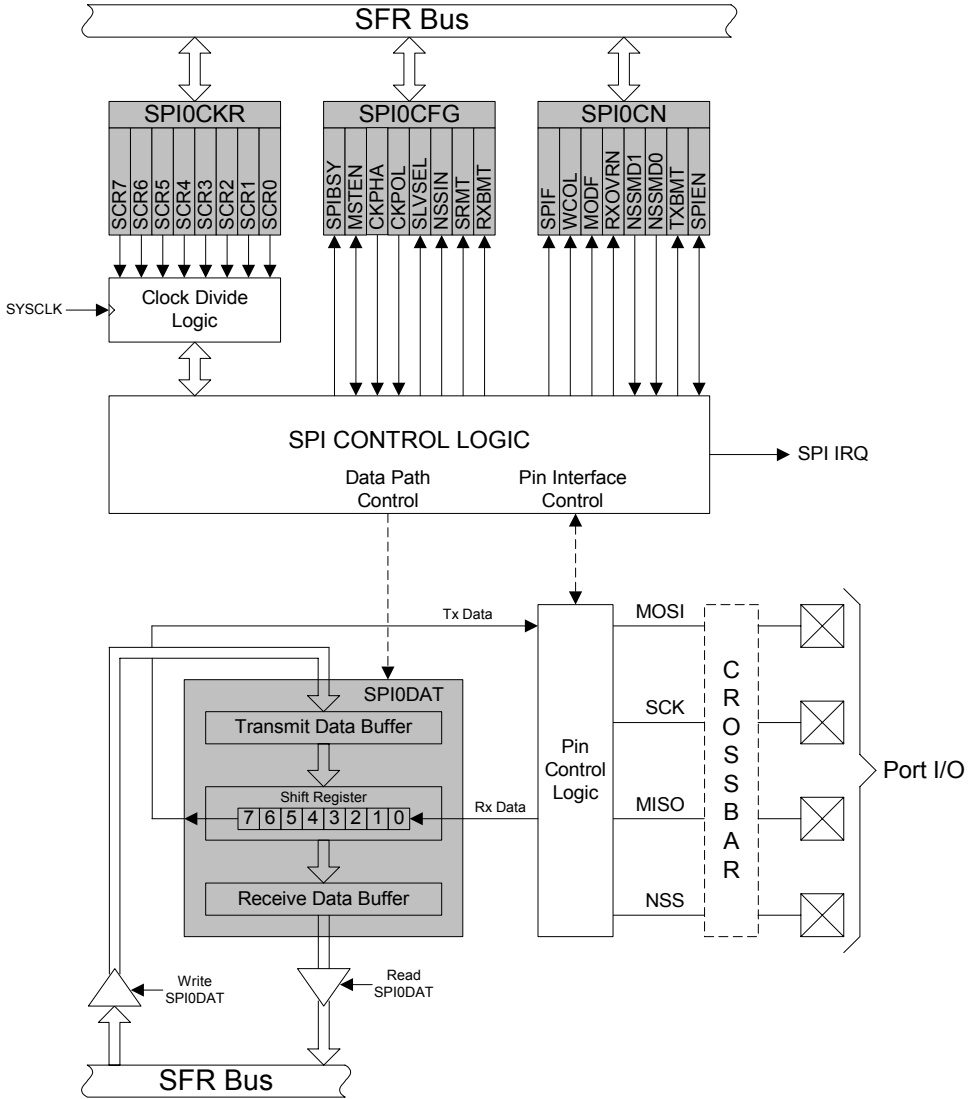 SFR Bus
SPI0CKR
SPI0CFG
SPI0CN
SCR7
SCR6
SCR5
SCR4
SCR3
SCR2
SCR1
SCR0
SPIBSY
MSTEN
CKPHA
CKPOL
SLVSEL
NSSIN
SRMT
RXBMT
SPIF
WCOL
MODF
RXOVRN
NSSMD1
NSSMD0
TXBMT
SPIEN
SYSCLK
Clock Divide
Logic
SPI CONTROL LOGIC
SPI IRQ
Data Path
Control
Pin Interface
Control
Tx Data
MOSI
SPI0DAT
Transmit Data Buffer
SCK
Pin
Control
Logic
CROSSBAR
Port I/O
Shift Register
7 6 5 4 3 2 1 0
Rx Data
MISO
Receive Data Buffer
NSS
Write
SPI0DAT
Read
SPI0DAT
SFR Bus